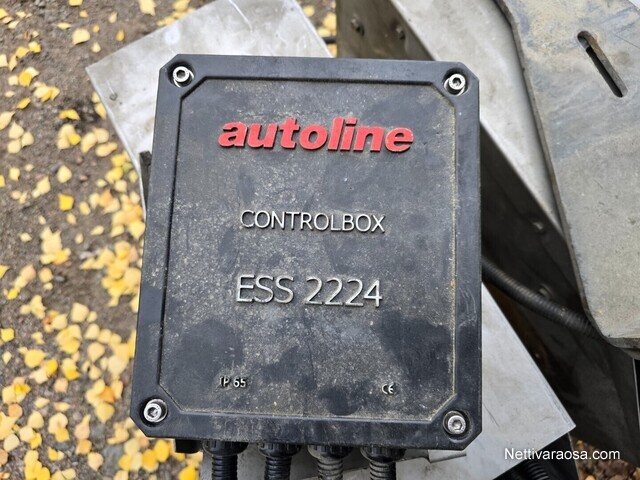 autoline
CONTROLBOX
ESS 2224
IP 65
CE
Nettivaraosa.com